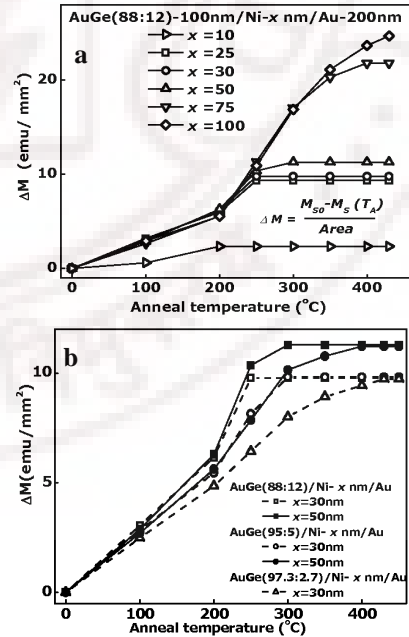 AuGe(88:12)-100nm/Ni-x nm/Au-200nm
a
x =10
x =25
x =30
x =50
x =75
x =100
ΔM = M_S0-M_S (T_A)
Area
ΔM (emu/ mm²)
20
10
0
0 100 200 300 400
Anneal temperature (°C)
b
ΔM(emu/mm²)
10
5
0
AuGe(88:12)/Ni- x nm/Au
x=30nm
x=50nm
AuGe(95:5)/Ni- x nm/Au
x=30nm
x=50nm
AuGe(97.3:2.7)/Ni- x nm/Au
x=30nm
0 100 200 300 400
Anneal temperature (°C)